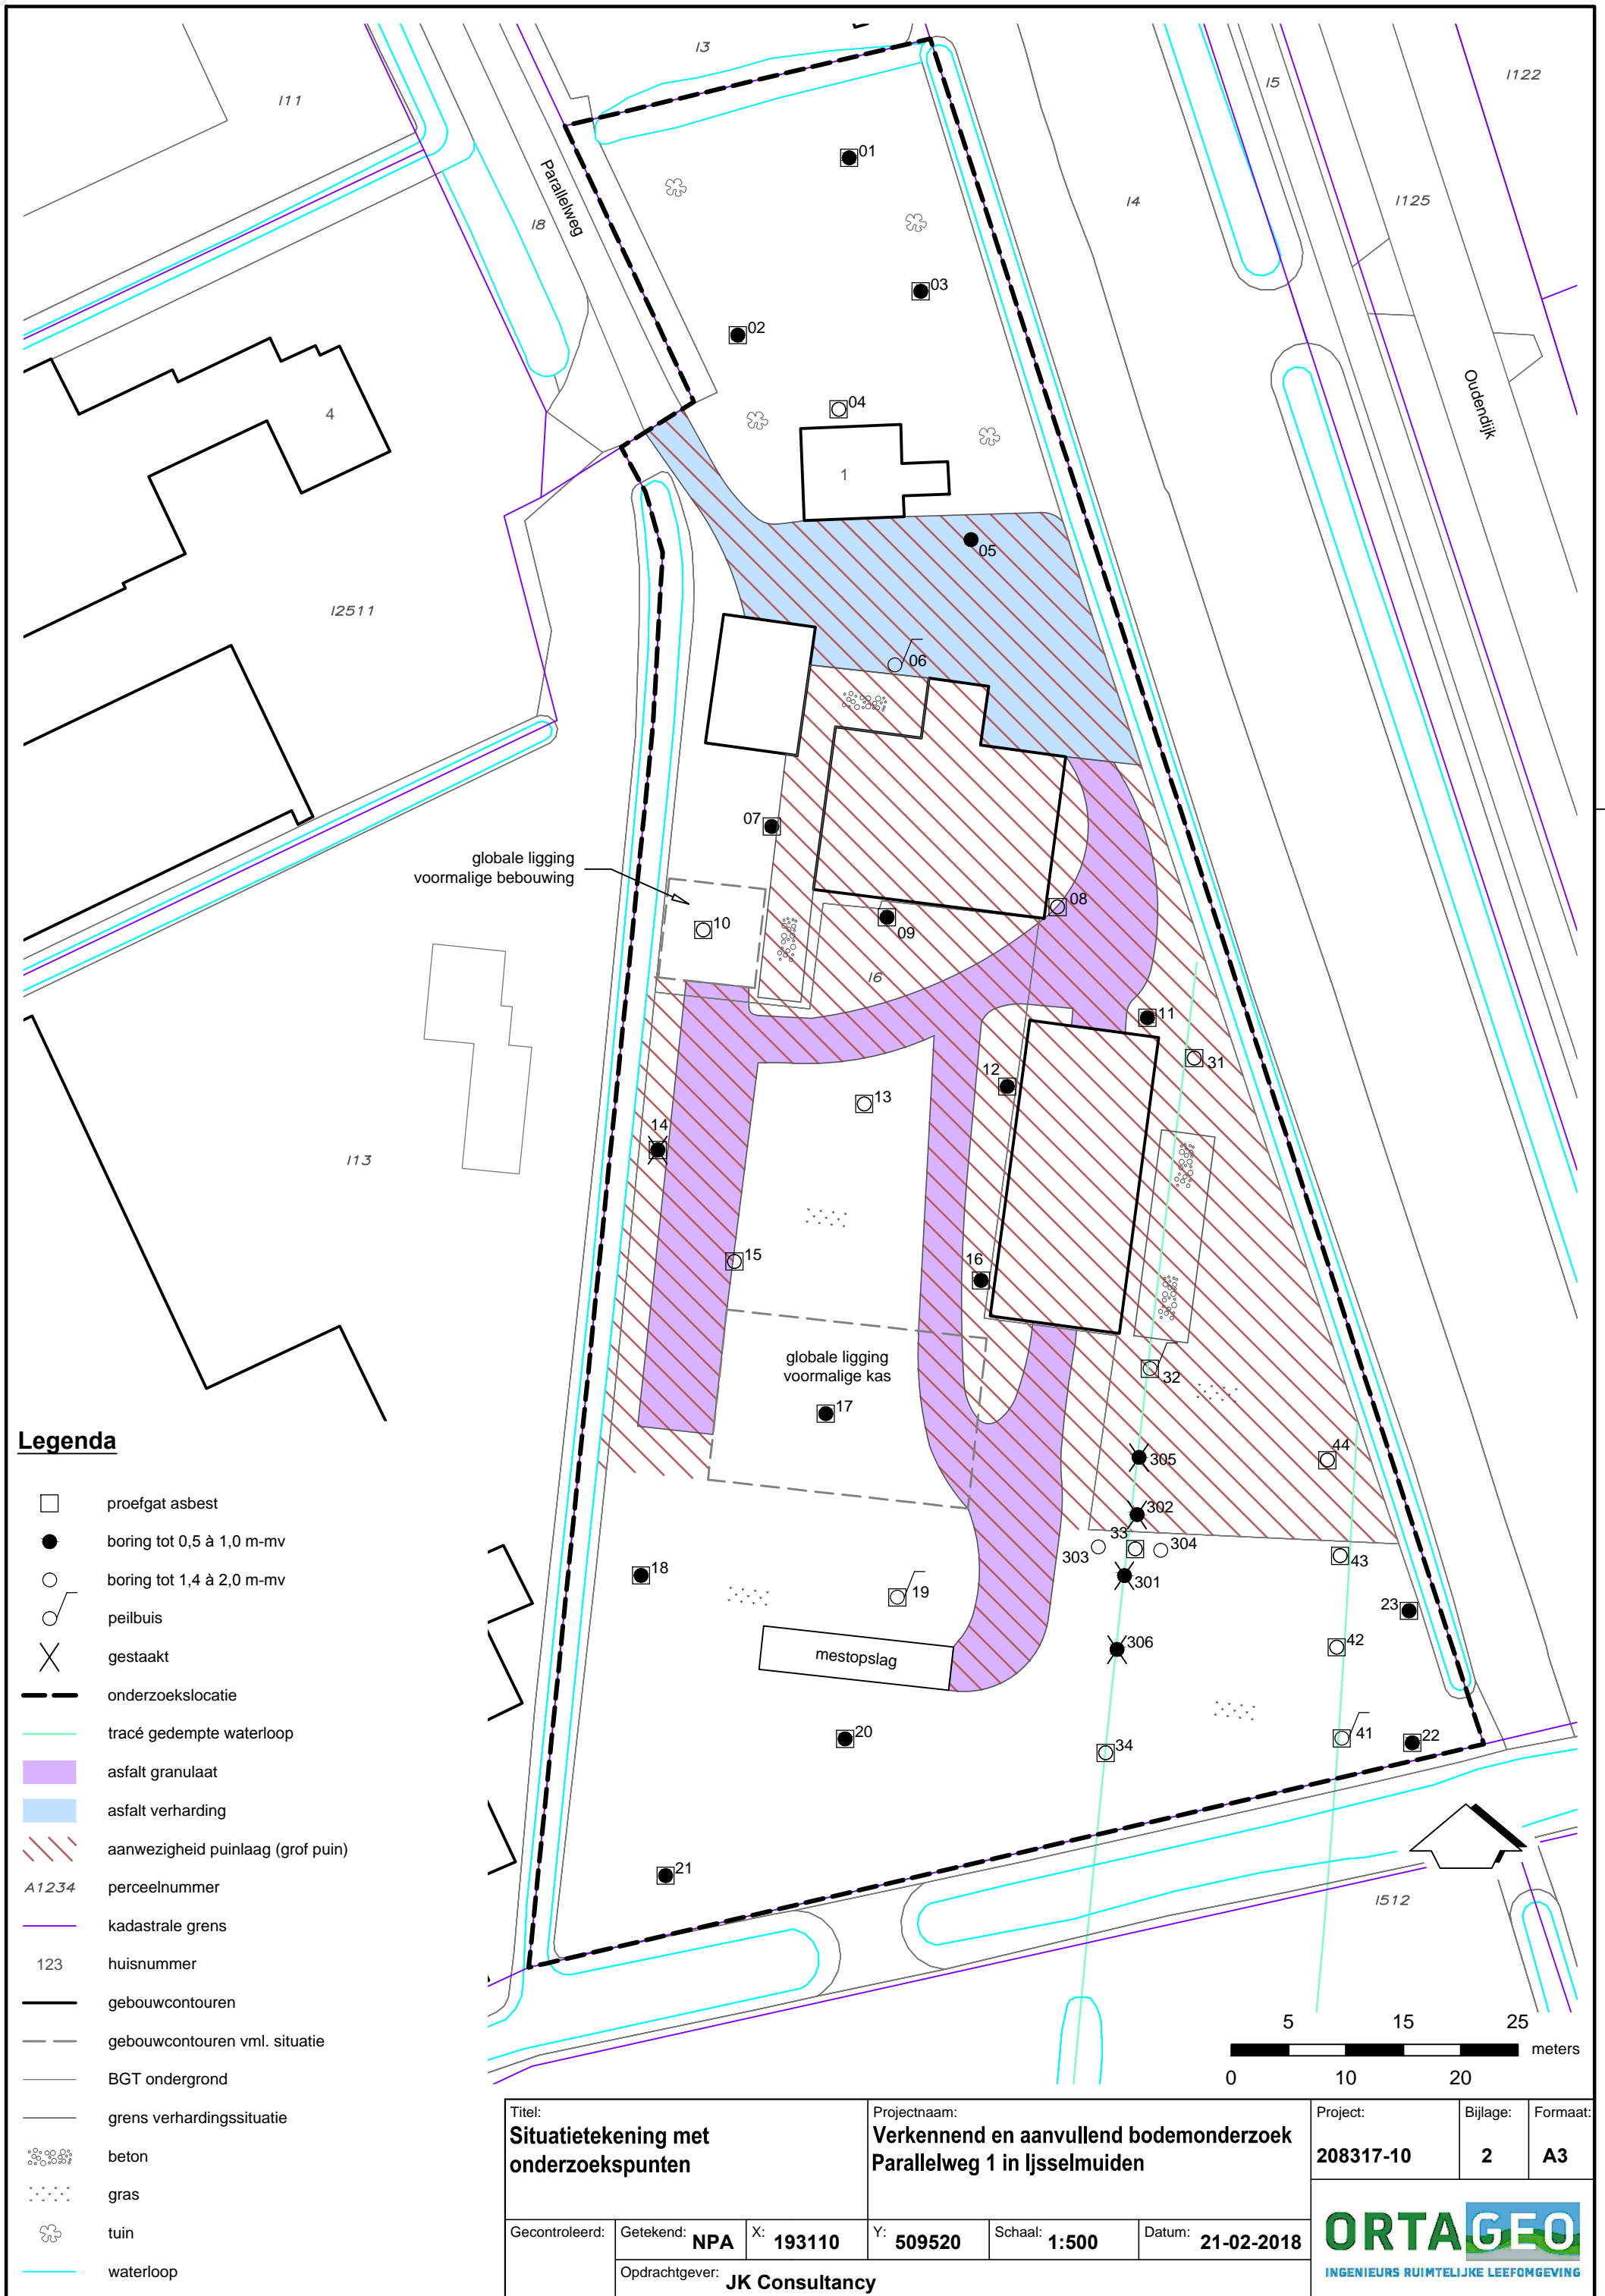 I3
I11
I5
I122
01
Parallelweg
I4
I125
I8
03
02
Oudendijk
04
4
1
05
I2511
06
07
globale ligging
voormalige bebouwing
08
10
09
I6
11
31
12
13
14
I13
15
16
globale ligging
voormalige kas
32
17
44
305
302
33
304
303
43
301
18
19
23
306
42
mestopslag
20
41
22
34
21
I512
Legenda
proefgat asbest
boring tot 0,5 à 1,0 m-mv
boring tot 1,4 à 2,0 m-mv
peilbuis
gestaakt
onderzoekslocatie
tracé gedempte waterloop
asfalt granulaat
asfalt verharding
aanwezigheid puinlaag (grof puin)
A1234 perceelnummer
kadastrale grens
123 huisnummer
gebouwcontouren
gebouwcontouren vml. situatie
BGT ondergrond
grens verhardingssituatie
beton
gras
tuin
waterloop
5 15 25
meters
0 10 20
Titel:
Situatietekening met
onderzoekspunten
Projectnaam:
Verkennend en aanvullend bodemonderzoek
Parallelweg 1 in Ijsselmuiden
Project:
208317-10
Bijlage:
2
Formaat:
A3
Gecontroleerd:
Getekend: NPA
X: 193110
Y: 509520
Schaal: 1:500
Datum: 21-02-2018
Opdrachtgever: JK Consultancy
ORTAGEO
INGENIEURS RUIMTELIJKE LEEFOMGEVING